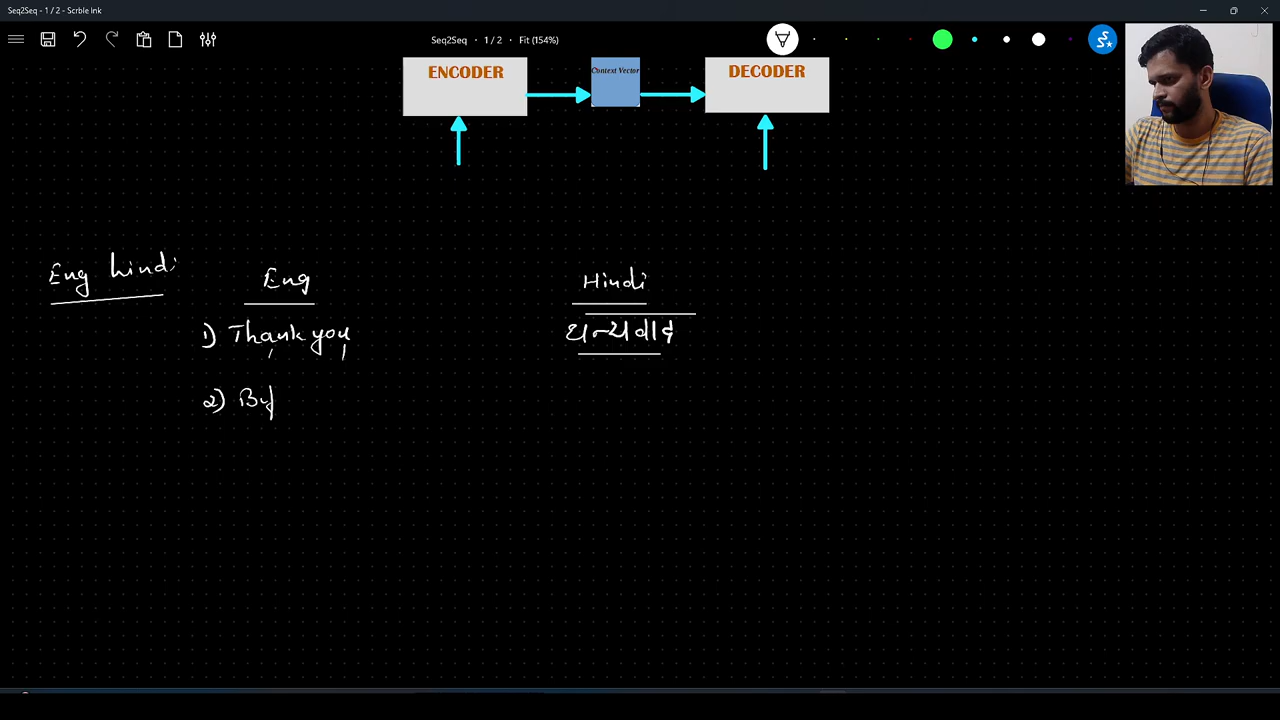 Seq2Seq - 1 / 2 - Scrble Ink
Seq2Seq • 1 / 2 • Fit (154%)
ENCODER
Context Vector
DECODER
Eng hindi
Eng
Hindi
1) Thank you
धन्यवाद
2) By